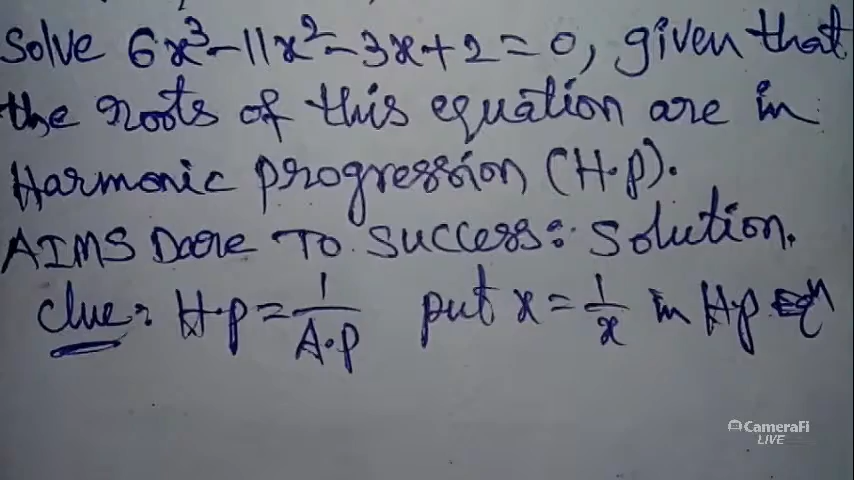 Solve 6x³-11x²-3x+2=0, given that
the roots of this equation are in
Harmonic progression (H.P).
AIMS Dare To Success: Solution.
Clue: H.P = 1/A.P put x = 1/x in H.p Eqn
CameraFi
LIVE